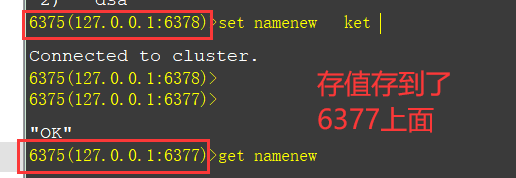 2) "dsa"
6375(127.0.0.1:6378)>set namenew ket
Connected to cluster.
6375(127.0.0.1:6378)>
6375(127.0.0.1:6377)>
"OK"
6375(127.0.0.1:6377)>get namenew
存值存到了
6377上面